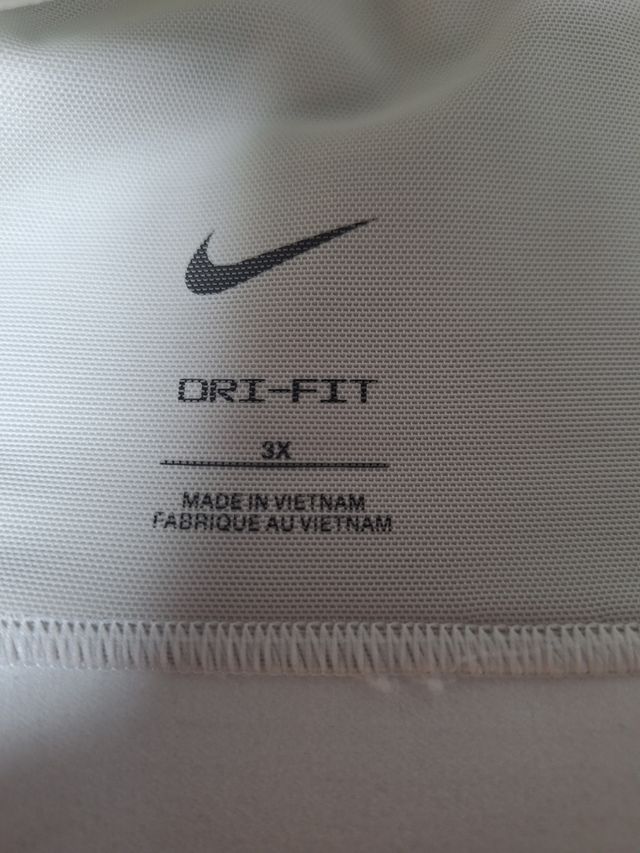 DRI-FIT
3X
MADE IN VIETNAM
FABRIQUE AU VIETNAM